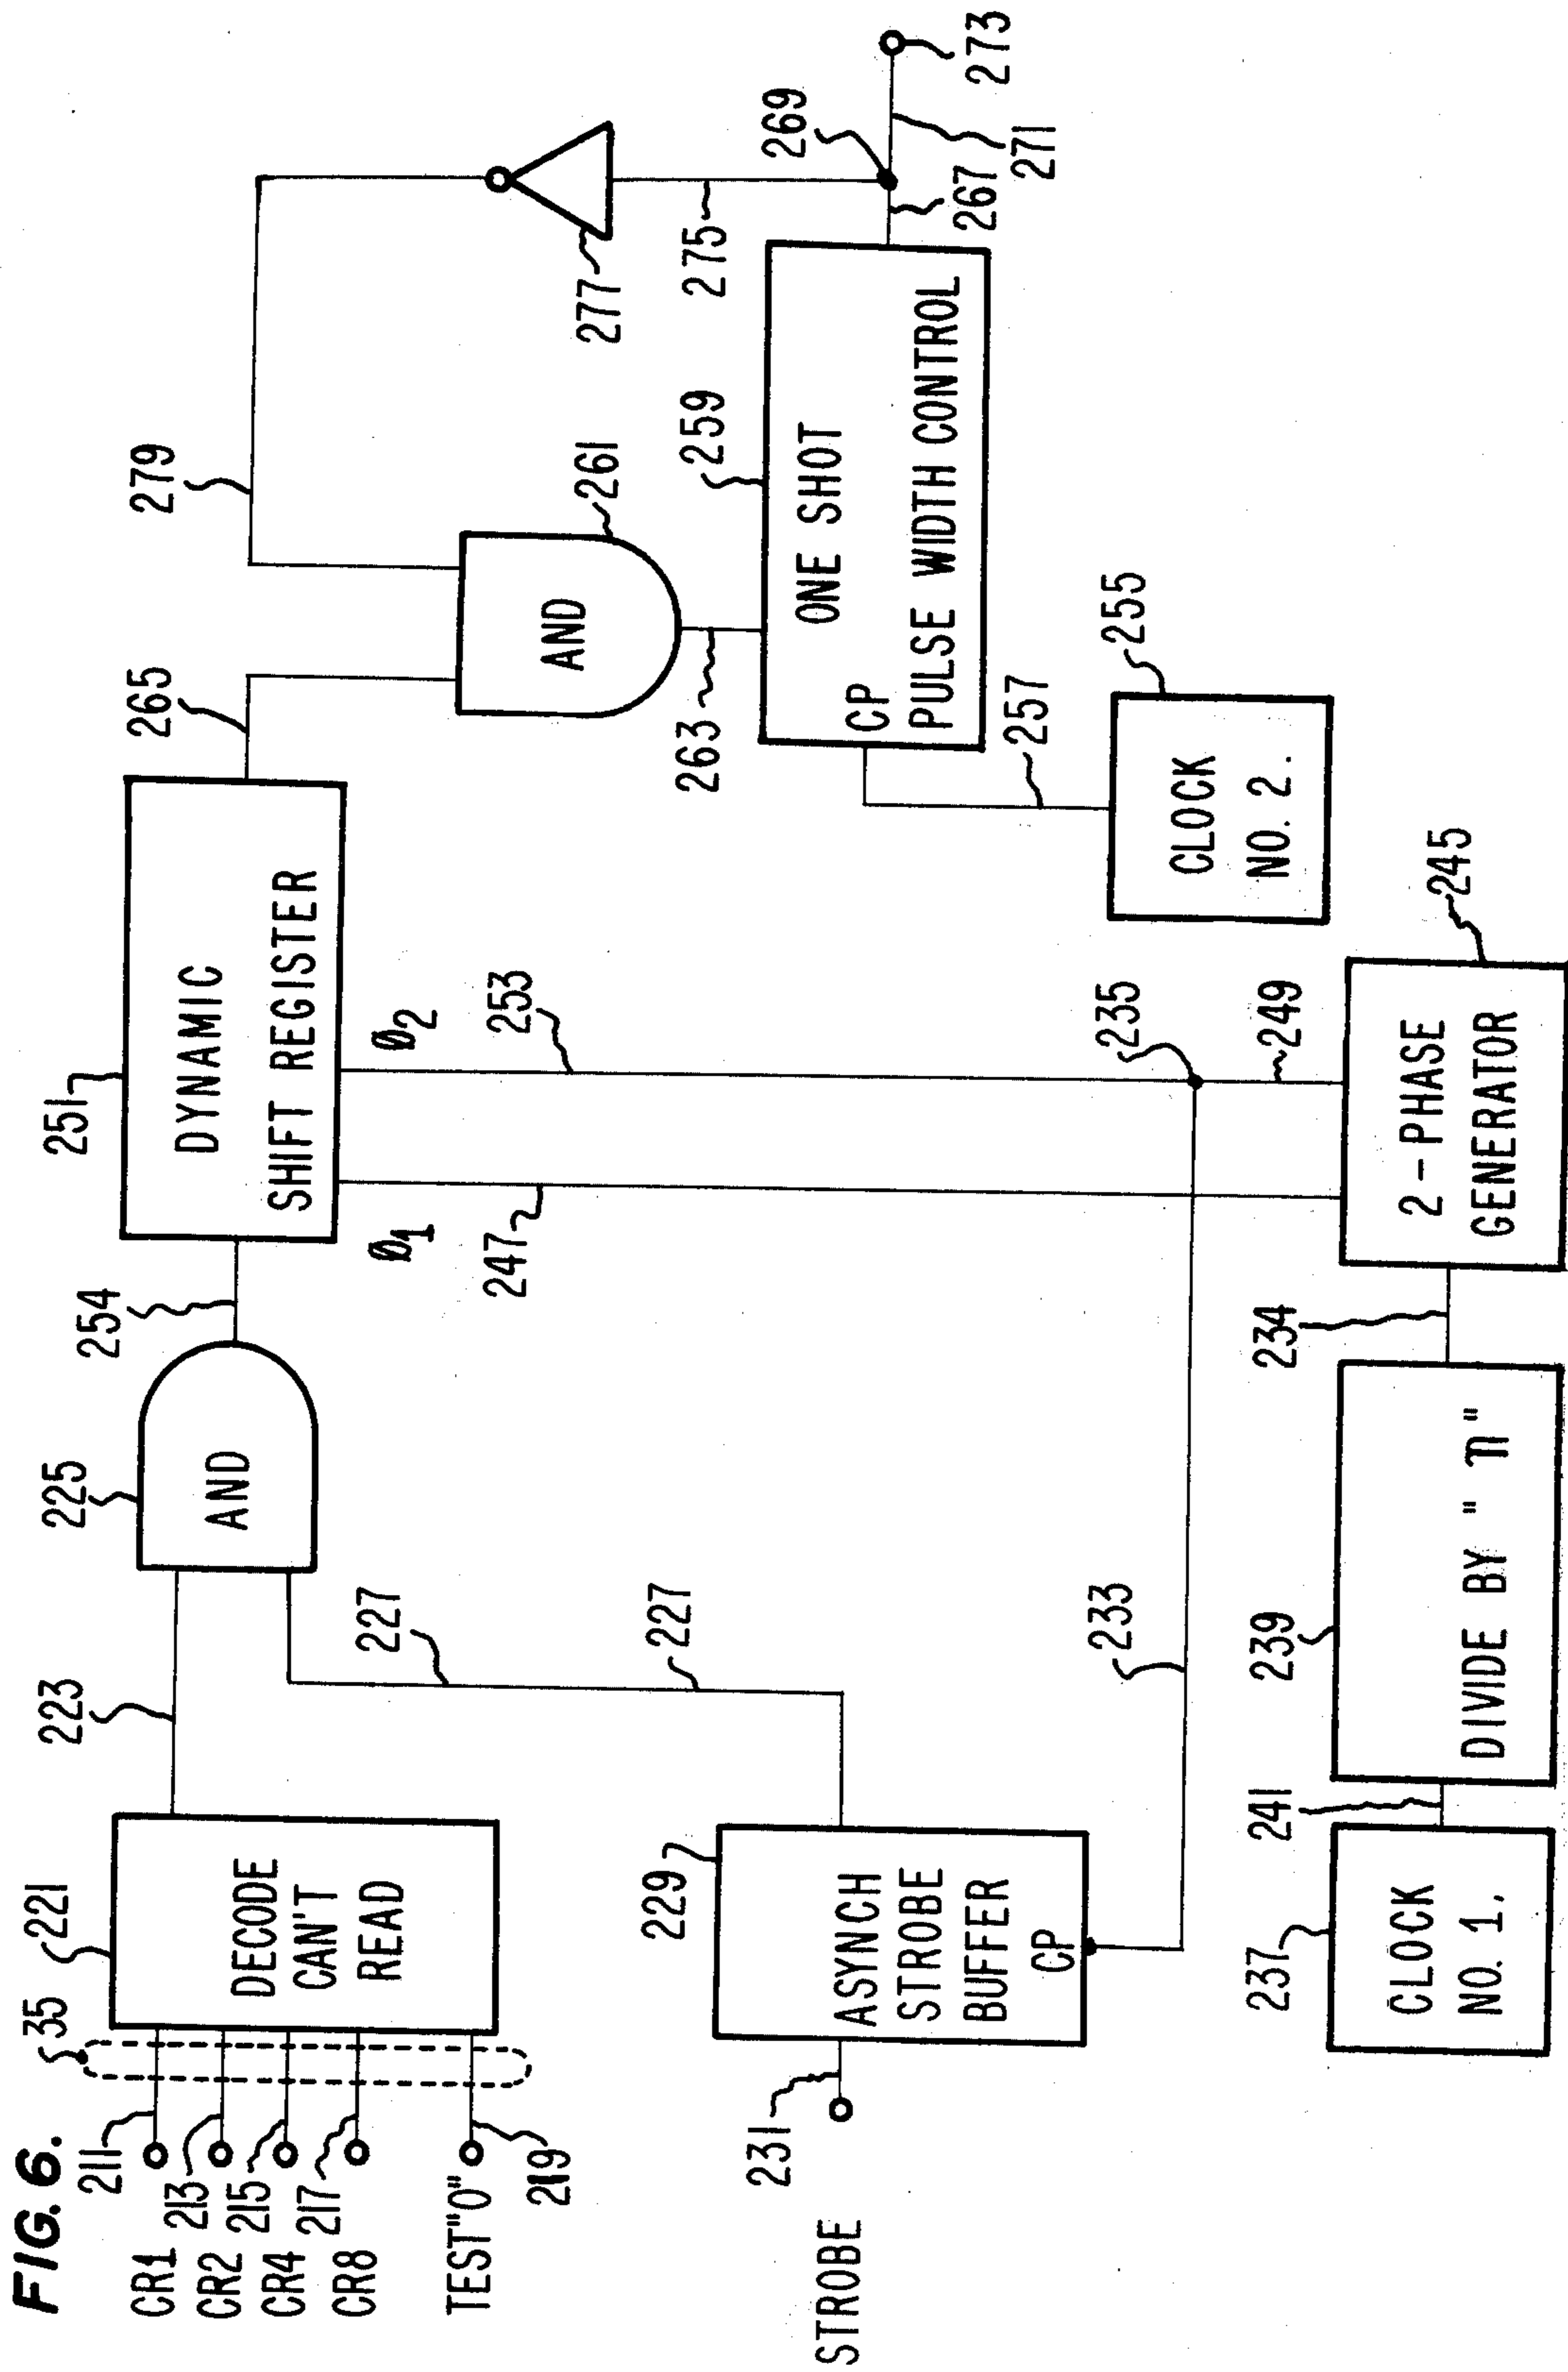 FIG. 6.
CR1
CR2
CR4
CR8
TEST"0"
STROBE
211
213
215
217
219
35
221
DECODE
CAN'T
READ
223
225
AND
227
227
229
ASYNCH
STROBE
BUFFER
CP
231
233
235
237
CLOCK
NO. 1.
241
239
DIVIDE BY "n"
234
2-PHASE
GENERATOR
245
249
247
Ø1
253
Ø2
254
251
DYNAMIC
SHIFT REGISTER
265
279
AND
261
263
259
ONE SHOT
CP
PULSE WIDTH CONTROL
257
255
CLOCK
NO. 2.
277
275
269
267
271
273